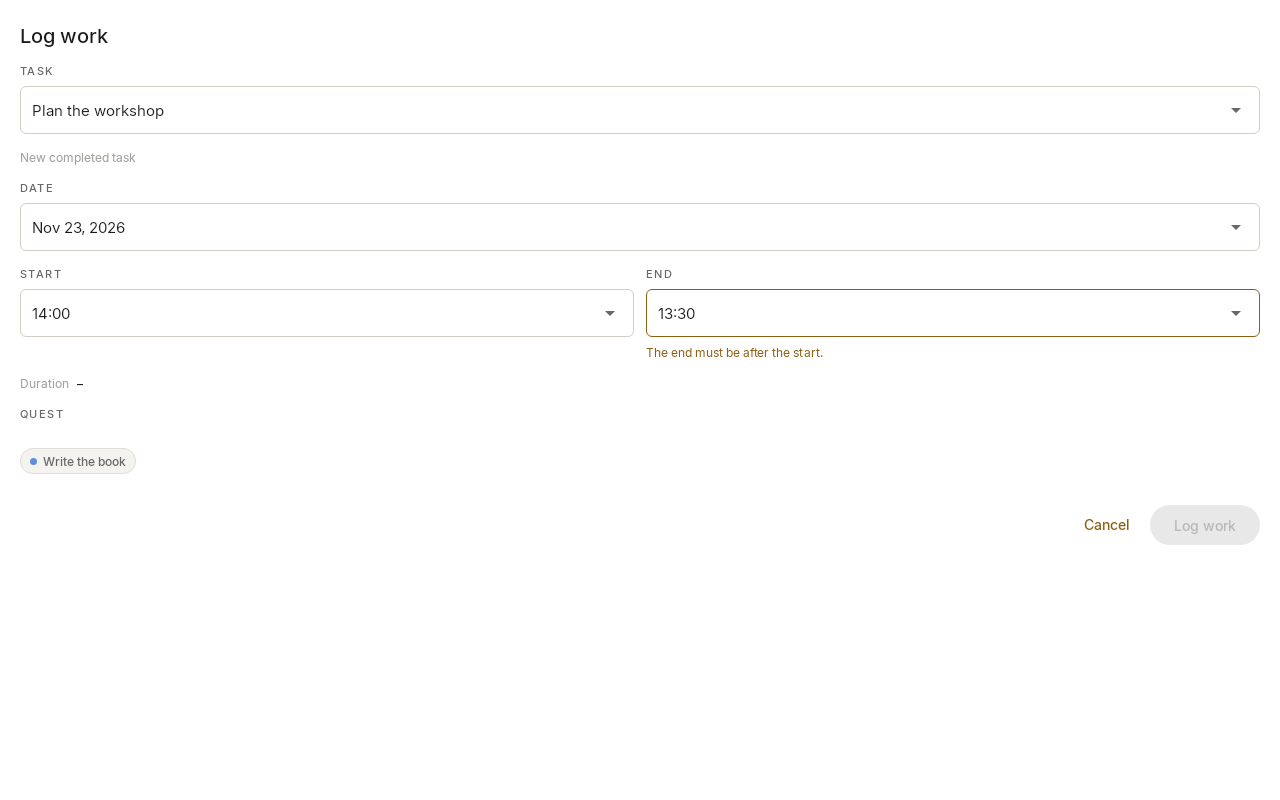 Log work
TASK
Plan the workshop
New completed task
DATE
Nov 23, 2026
START
END
14:00
13:30
The end must be after the start.
Duration –
QUEST
Write the book
Cancel
Log work